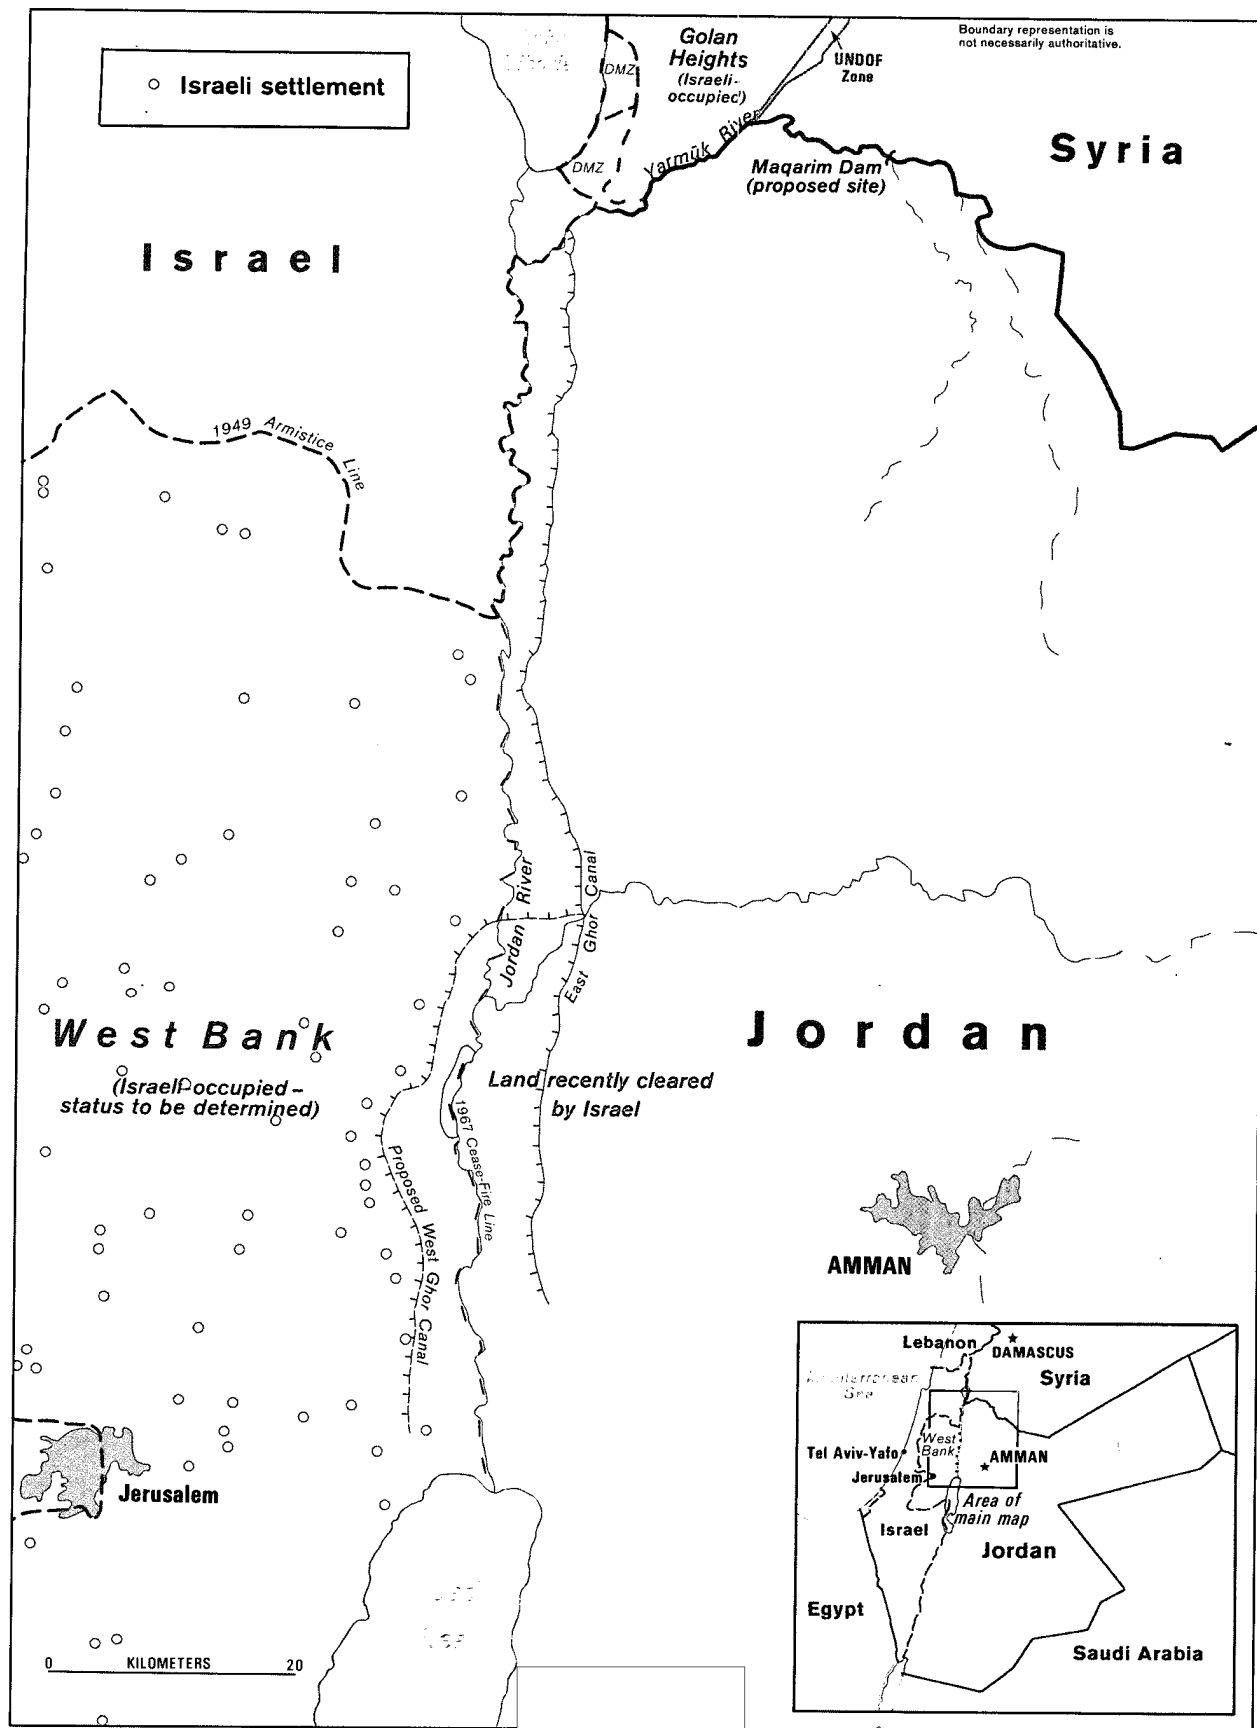 Boundary representation is
not necessarily authoritative.
Israeli settlement
Golan
Heights
(Israeli-
occupied)
UNDOF
Zone
DMZ
DMZ
Yarmūk River
Syria
Maqarim Dam
(proposed site)
Israel
1949 Armistice Line
Jordan River
East Ghor Canal
West Bank
(Israeli-occupied –
status to be determined)
Jordan
Land recently cleared
by Israel
1967 Cease-Fire Line
Proposed West Ghor Canal
AMMAN
Jerusalem
0 KILOMETERS 20
Lebanon
DAMASCUS
Syria
Mediterranean
Sea
West
Bank
Tel Aviv-Yafo
AMMAN
Jerusalem
Area of
main map
Israel
Jordan
Egypt
Saudi Arabia